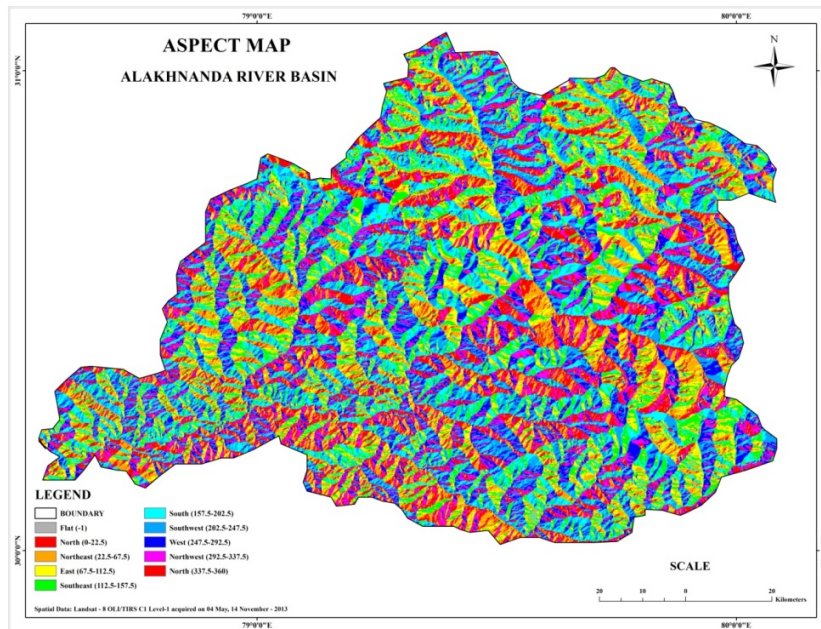 79°0'0"E 80°0'0"E
ASPECT MAP
ALAKHNANDA RIVER BASIN
N
31°0'0"N
30°0'0"N
LEGEND
BOUNDARY
Flat (-1)
North (0-22.5)
Northeast (22.5-67.5)
East (67.5-112.5)
Southeast (112.5-157.5)
South (157.5-202.5)
Southwest (202.5-247.5)
West (247.5-292.5)
Northwest (292.5-337.5)
North (337.5-360)
SCALE
20 10 0 20
Kilometers
Spatial Data: Landsat - 8 OLI/TIRS C1 Level-1 acquired on 04 May, 14 November - 2013
79°0'0"E 80°0'0"E